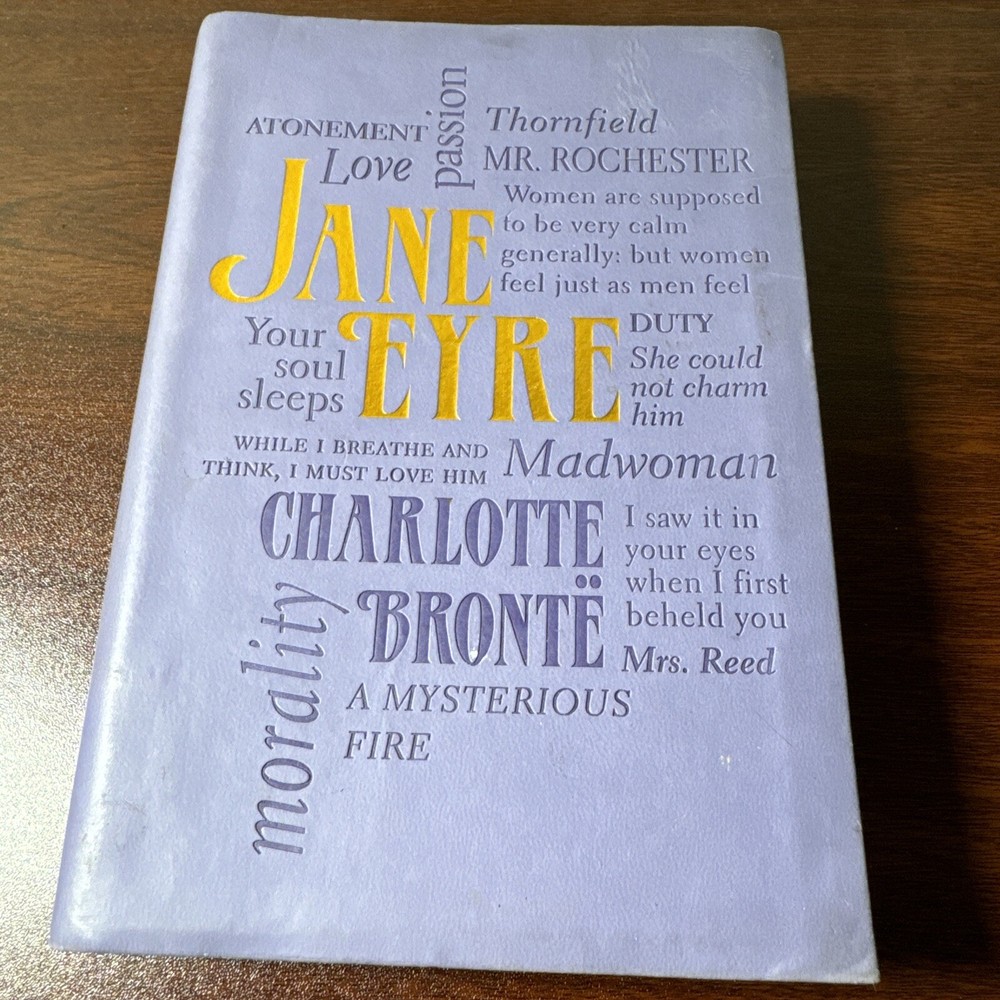 ATONEMENT
Love
passion
Thornfield
MR. ROCHESTER
JANE
EYRE
Women are supposed
to be very calm
generally: but women
feel just as men feel
Your
soul
sleeps
DUTY
She could
not charm
him
WHILE I BREATHE AND
THINK, I MUST LOVE HIM
Madwoman
CHARLOTTE
BRONTË
I saw it in
your eyes
when I first
beheld you
Mrs. Reed
morality
A MYSTERIOUS
FIRE